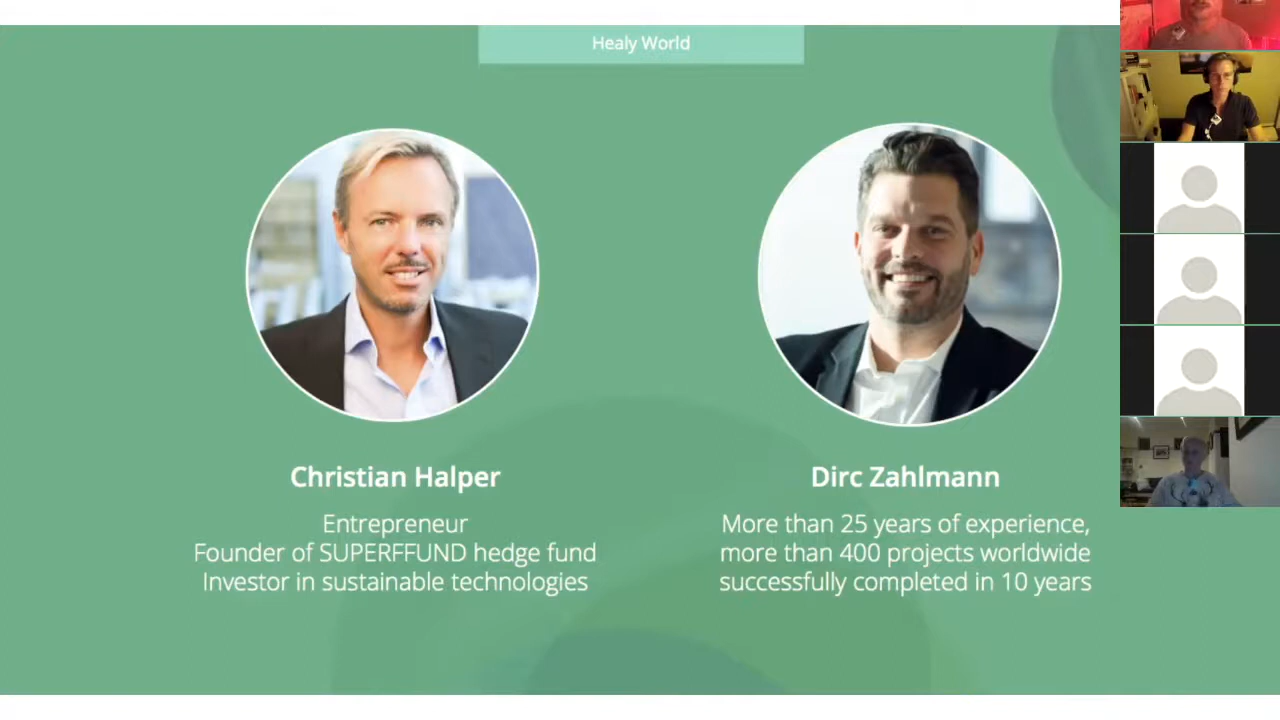 Healy World
Christian Halper
Entrepreneur
Founder of SUPERFFUND hedge fund
Investor in sustainable technologies
Dirc Zahlmann
More than 25 years of experience,
more than 400 projects worldwide
successfully completed in 10 years